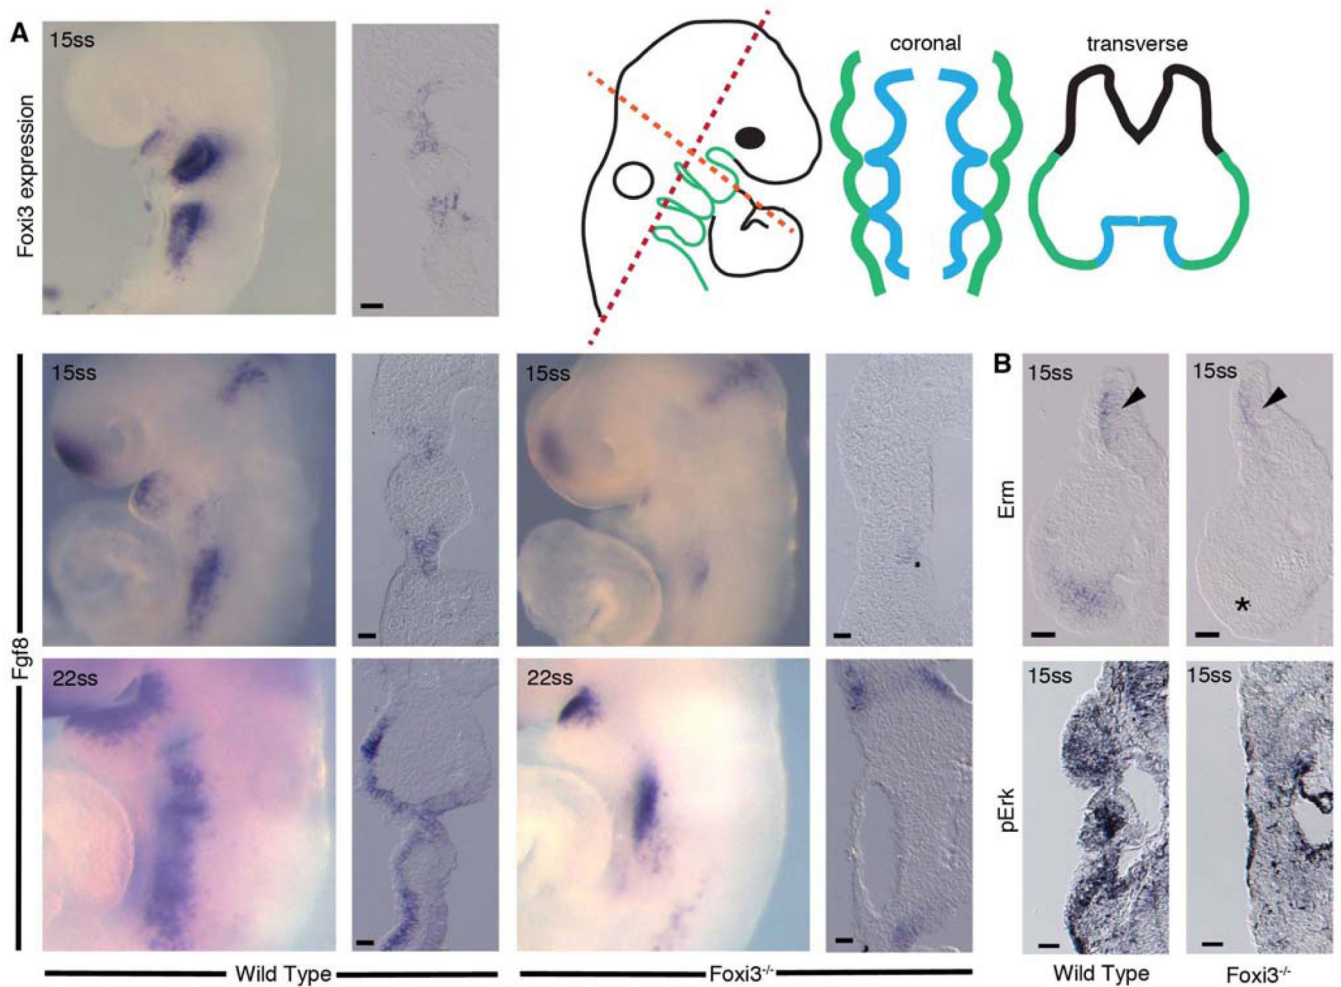 A
15ss
Foxi3 expression
coronal
transverse
Fgf8
15ss
15ss
22ss
22ss
Wild Type
Foxi3-/-
B
15ss
15ss
Erm
*
15ss
15ss
pErk
Wild Type
Foxi3-/-